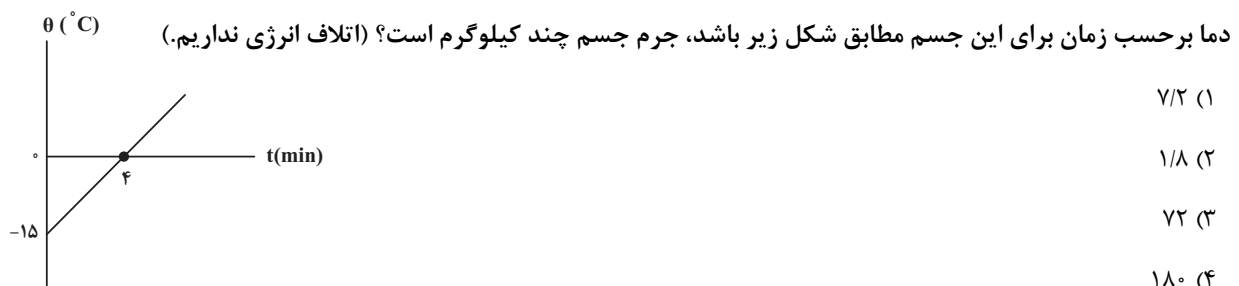 دما برحسب زمان برای این جسم مطابق شکل زیر باشد، جرم جسم چند کیلوگرم است؟ (اتلاف انرژی نداریم.)
θ (°C)
۱) ۷/۲
۲) ۱/۸
۳) ۷۲
۴) ۱۸۰
۰
t(min)
۴
-۱۵